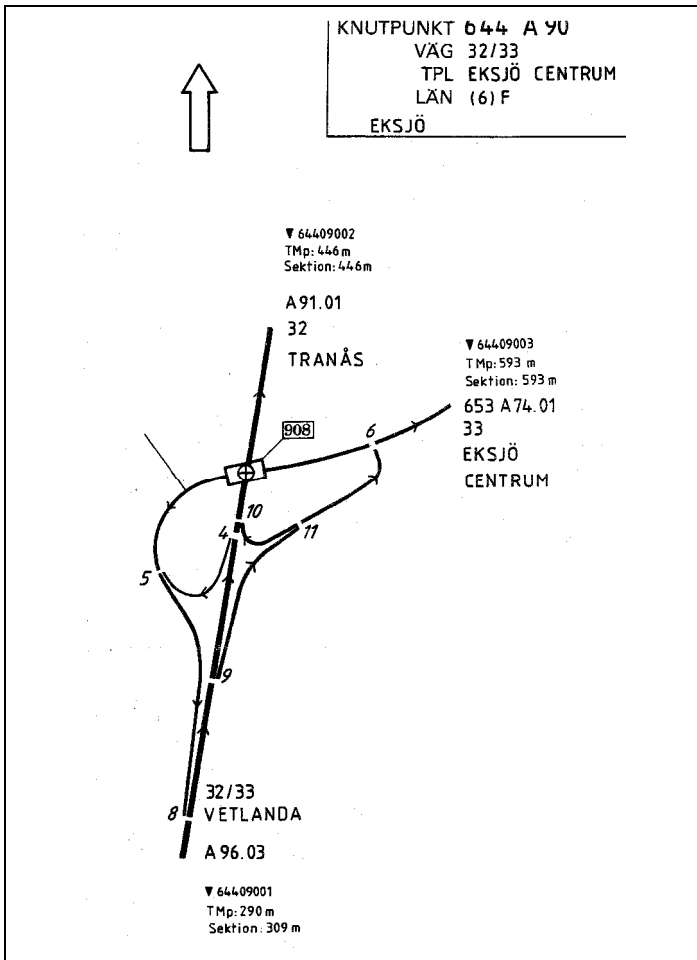 KNUTPUNKT 644 A 90
VÄG 32/33
TPL EKSJÖ CENTRUM
LÄN (6) F
EKSJÖ
▼ 64409002
TMp: 446 m
Sektion: 446m
A 91.01
32
TRANÅS
▼ 64409003
TMp: 593 m
Sektion: 593 m
653 A 74.01
33
EKSJÖ
CENTRUM
908
6
10
4
11
5
9
8
32/33
VETLANDA
A 96.03
▼ 64409001
TMp: 290 m
Sektion: 309 m